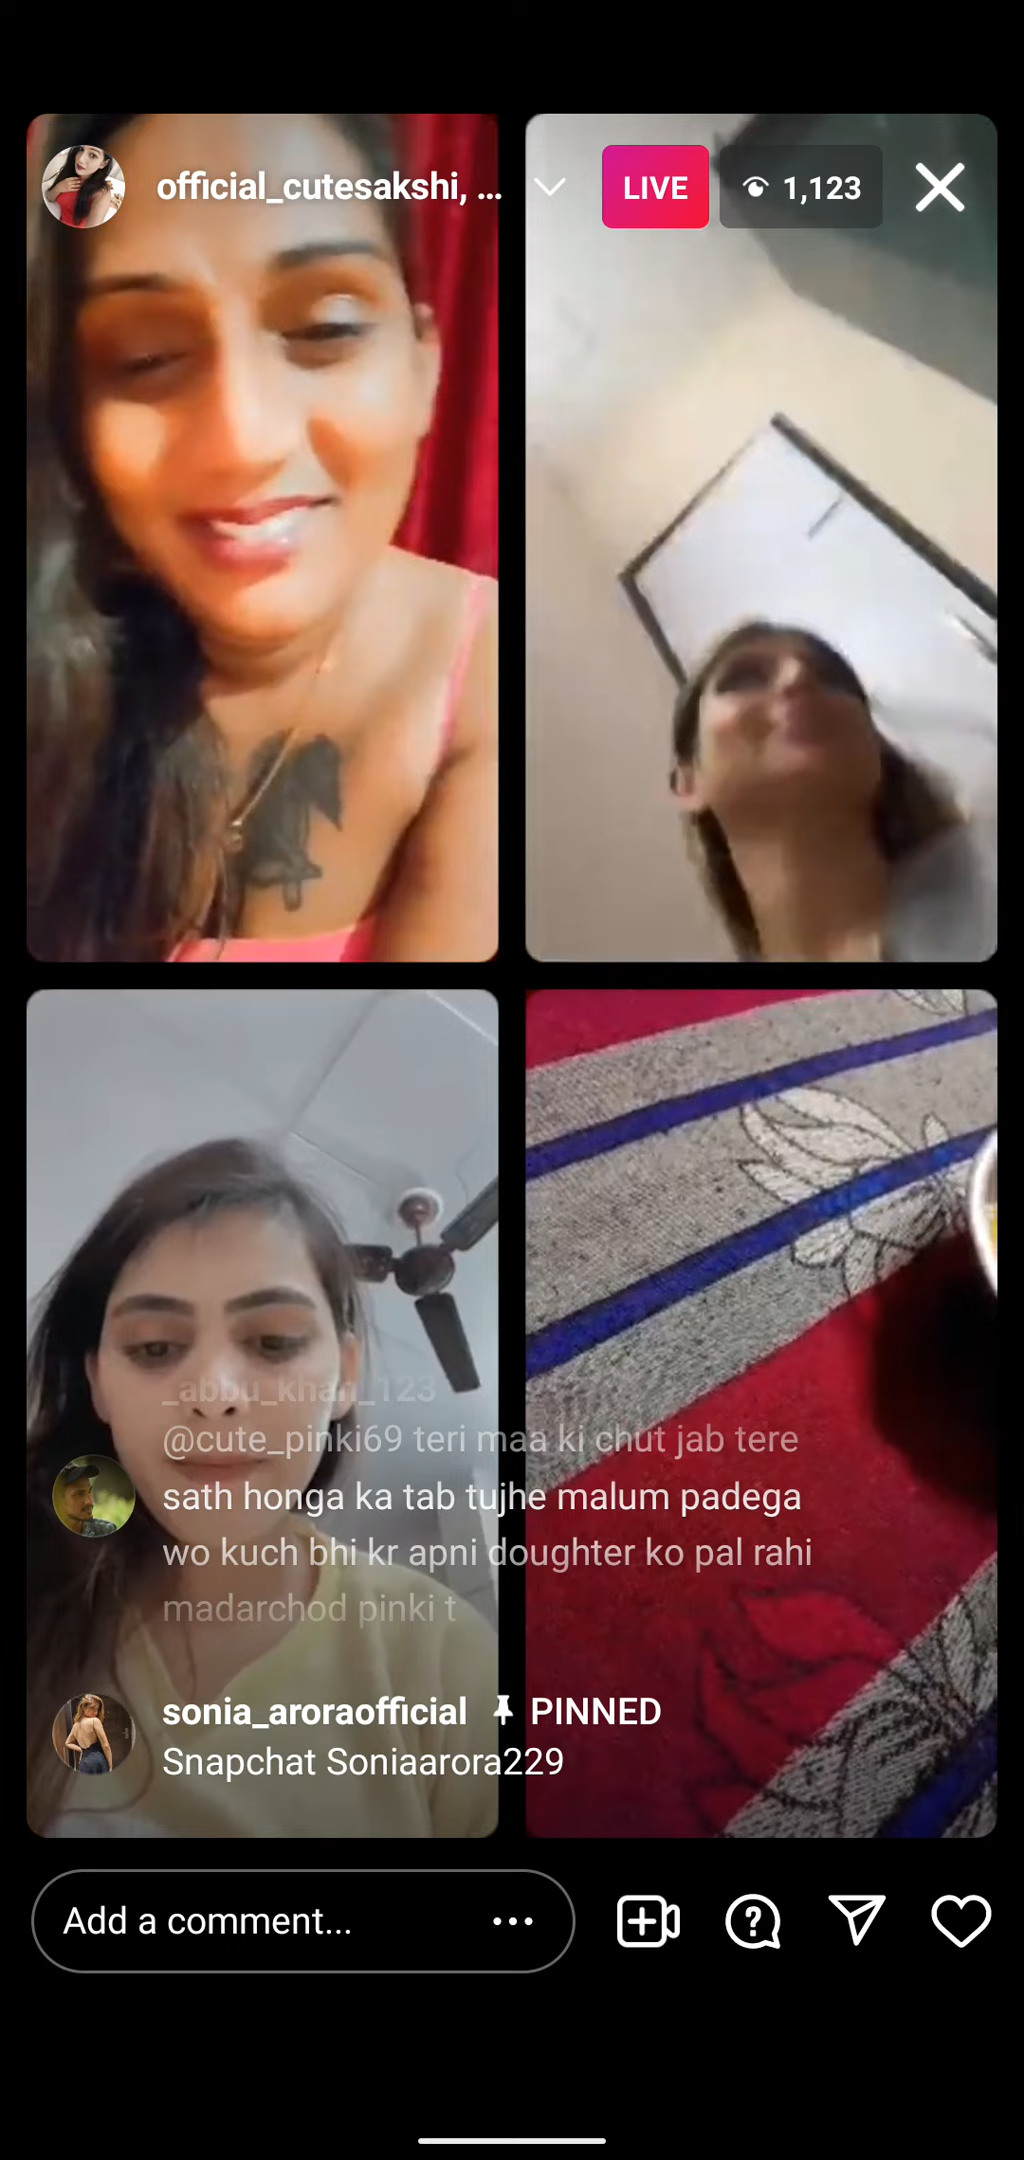 official_cutesakshi, ...
LIVE
1,123
_abbu_khan_123
@cute_pinki69 teri maa ki chut jab tere
sath honga ka tab tujhe malum padega
wo kuch bhi kr apni doughter ko pal rahi
madarchod pinki t
sonia_aroraofficial PINNED
Snapchat Soniaarora229
Add a comment...